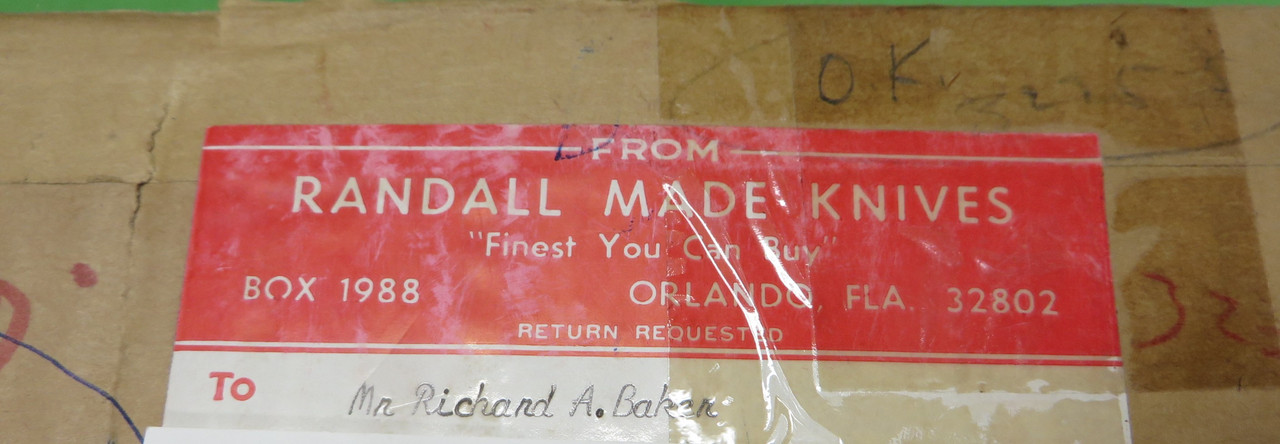 OK
FROM
RANDALL MADE KNIVES
"Finest You Can Buy"
BOX 1988 ORLANDO, FLA. 32802
RETURN REQUESTED
To Mr Richard A. Baker